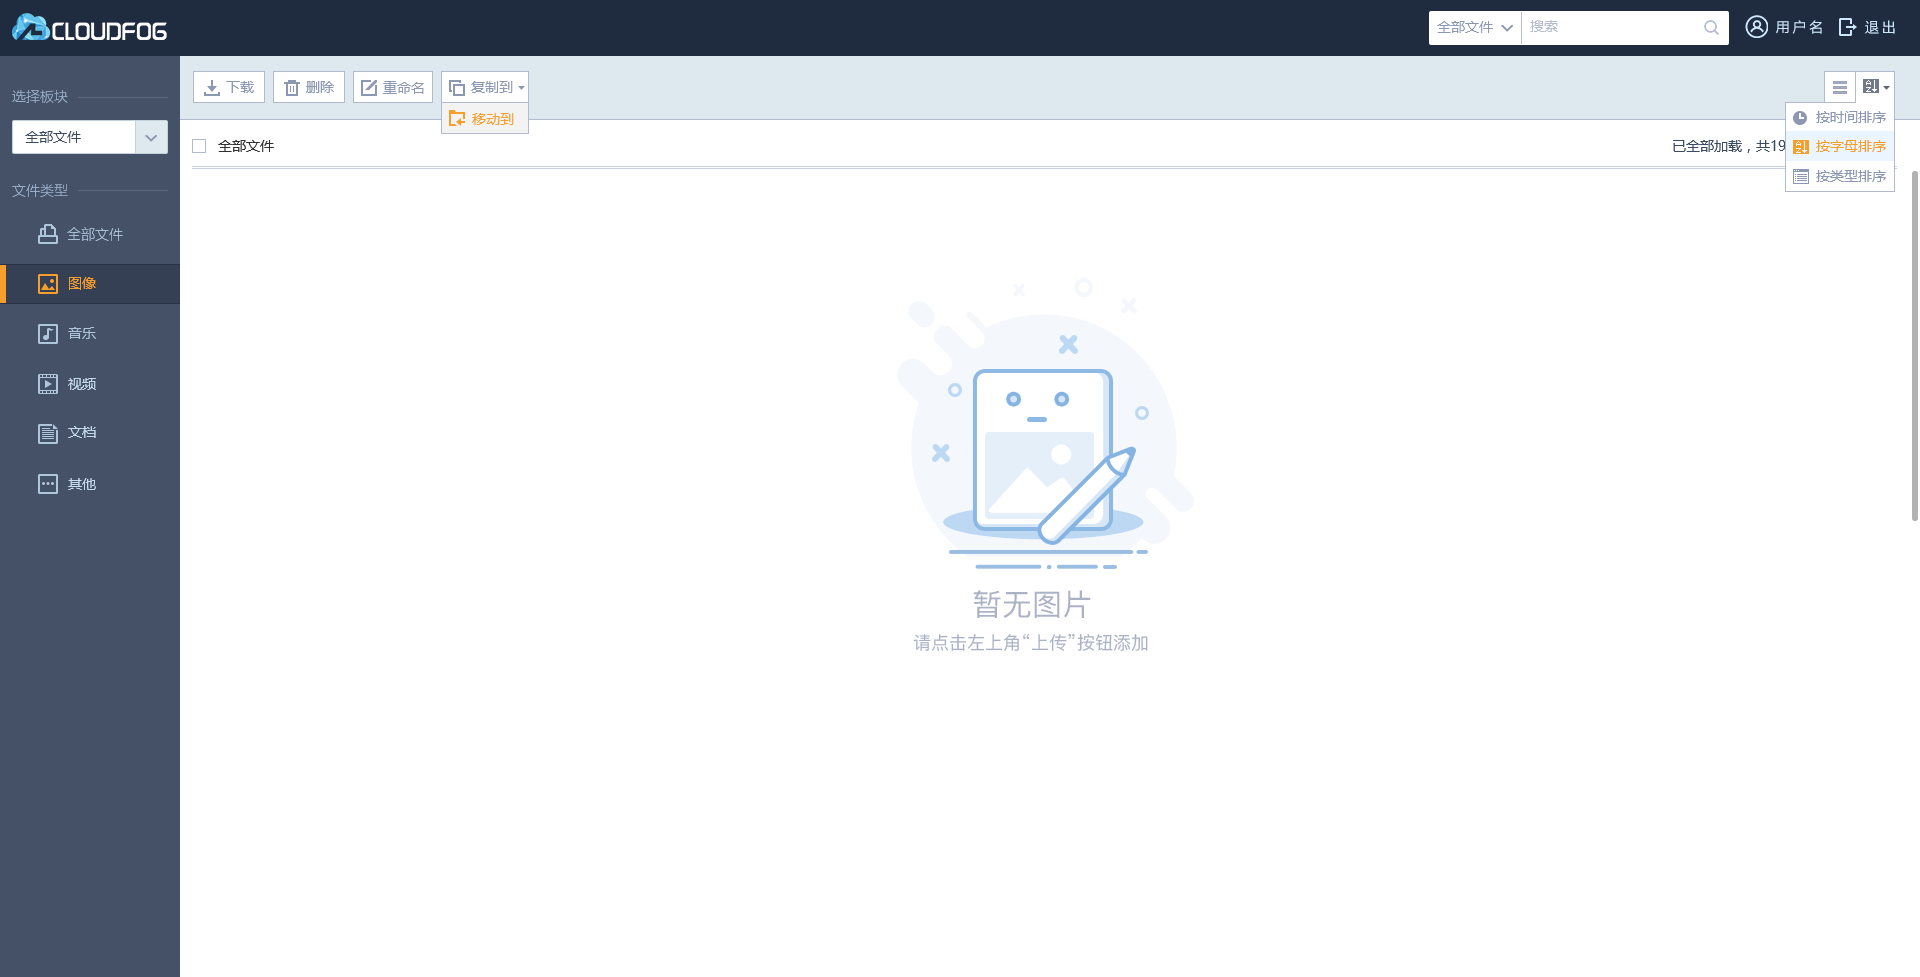 CLOUDFOG
全部文件
搜索
用户名
退出
选择板块
全部文件
文件类型
全部文件
图像
音乐
视频
文档
其他
下载
删除
重命名
复制到
移动到
按时间排序
按字母排序
按类型排序
全部文件
已全部加载，共19
暂无图片
请点击左上角“上传”按钮添加